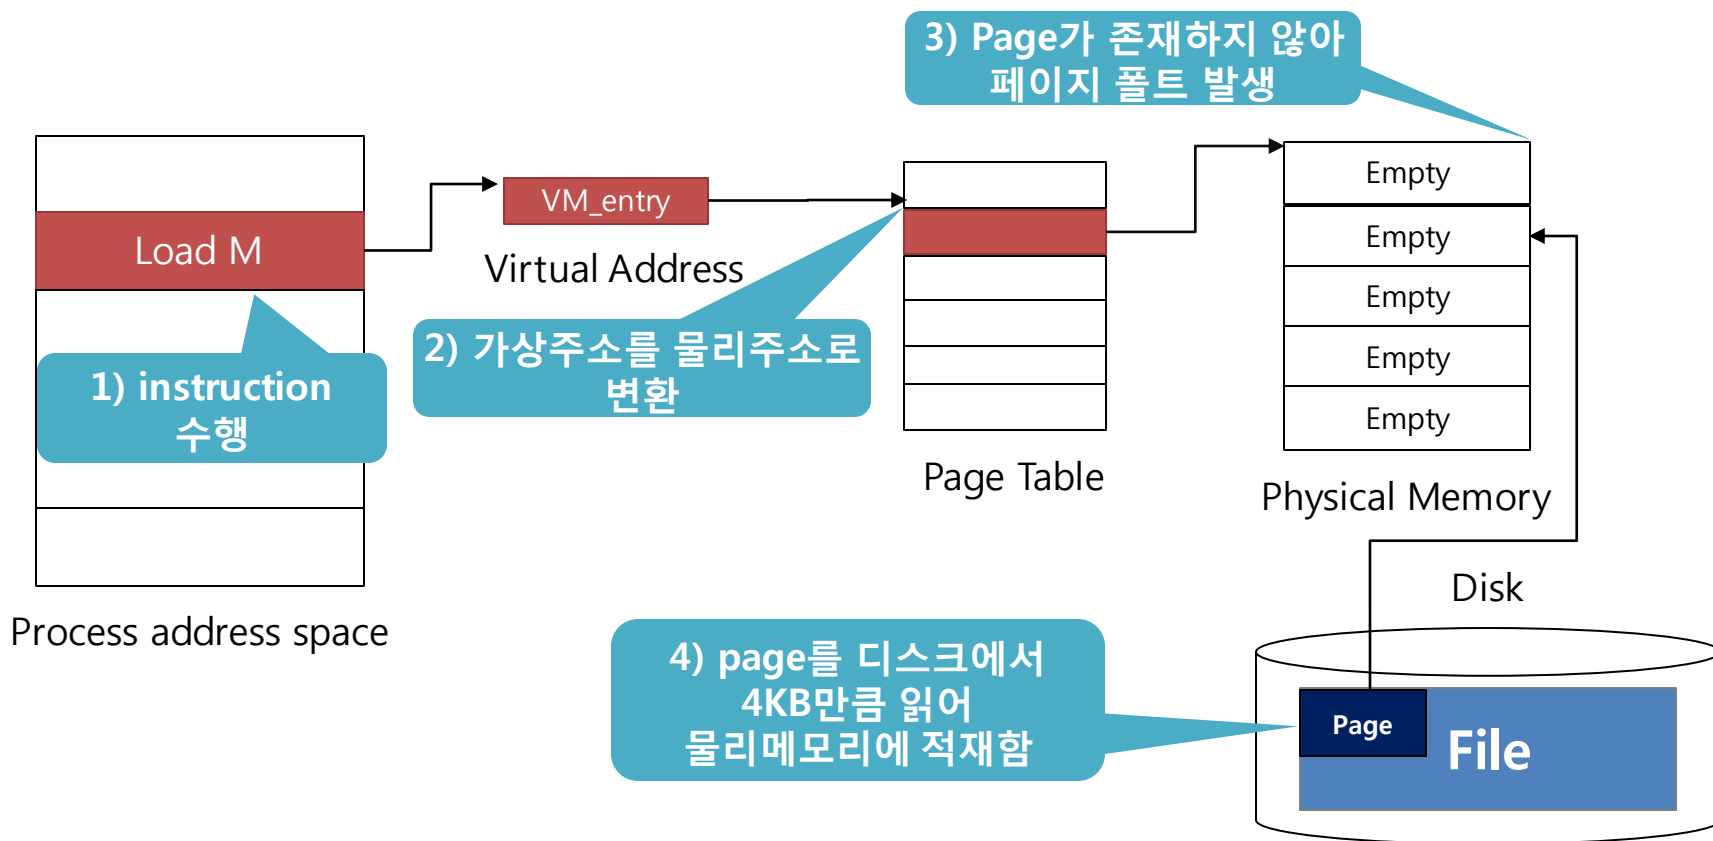 3) Page가 존재하지 않아
페이지 폴트 발생
Load M
VM_entry
Virtual Address
Empty
Empty
Empty
Empty
Empty
1) instruction
수행
2) 가상주소를 물리주소로
변환
Page Table
Physical Memory
Process address space
Disk
4) page를 디스크에서
4KB만큼 읽어
물리메모리에 적재함
Page
File